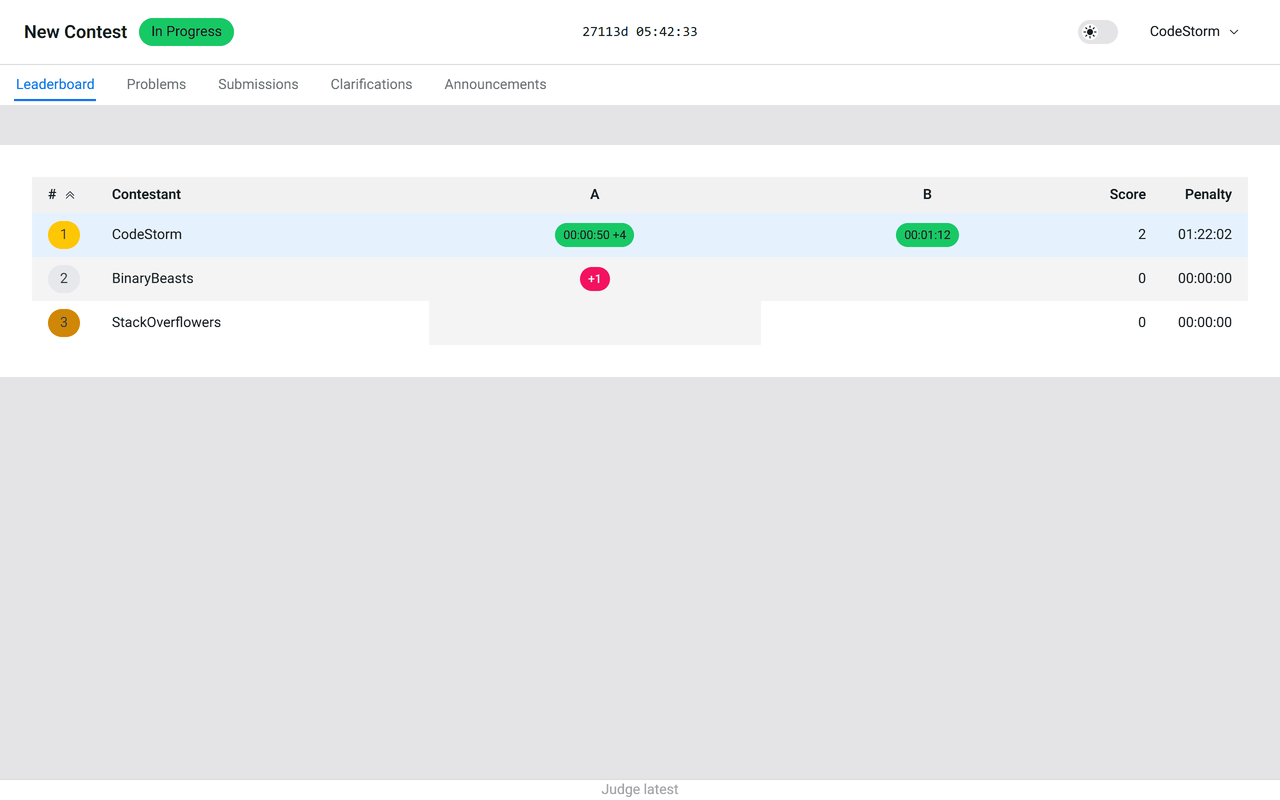 New Contest In Progress 27113d 05:42:33 CodeStorm
Leaderboard Problems Submissions Clarifications Announcements
# Contestant A B Score Penalty
1 CodeStorm 00:00:50 +4 00:01:12 2 01:22:02
2 BinaryBeasts +1 0 00:00:00
3 StackOverflowers 0 00:00:00
Judge latest